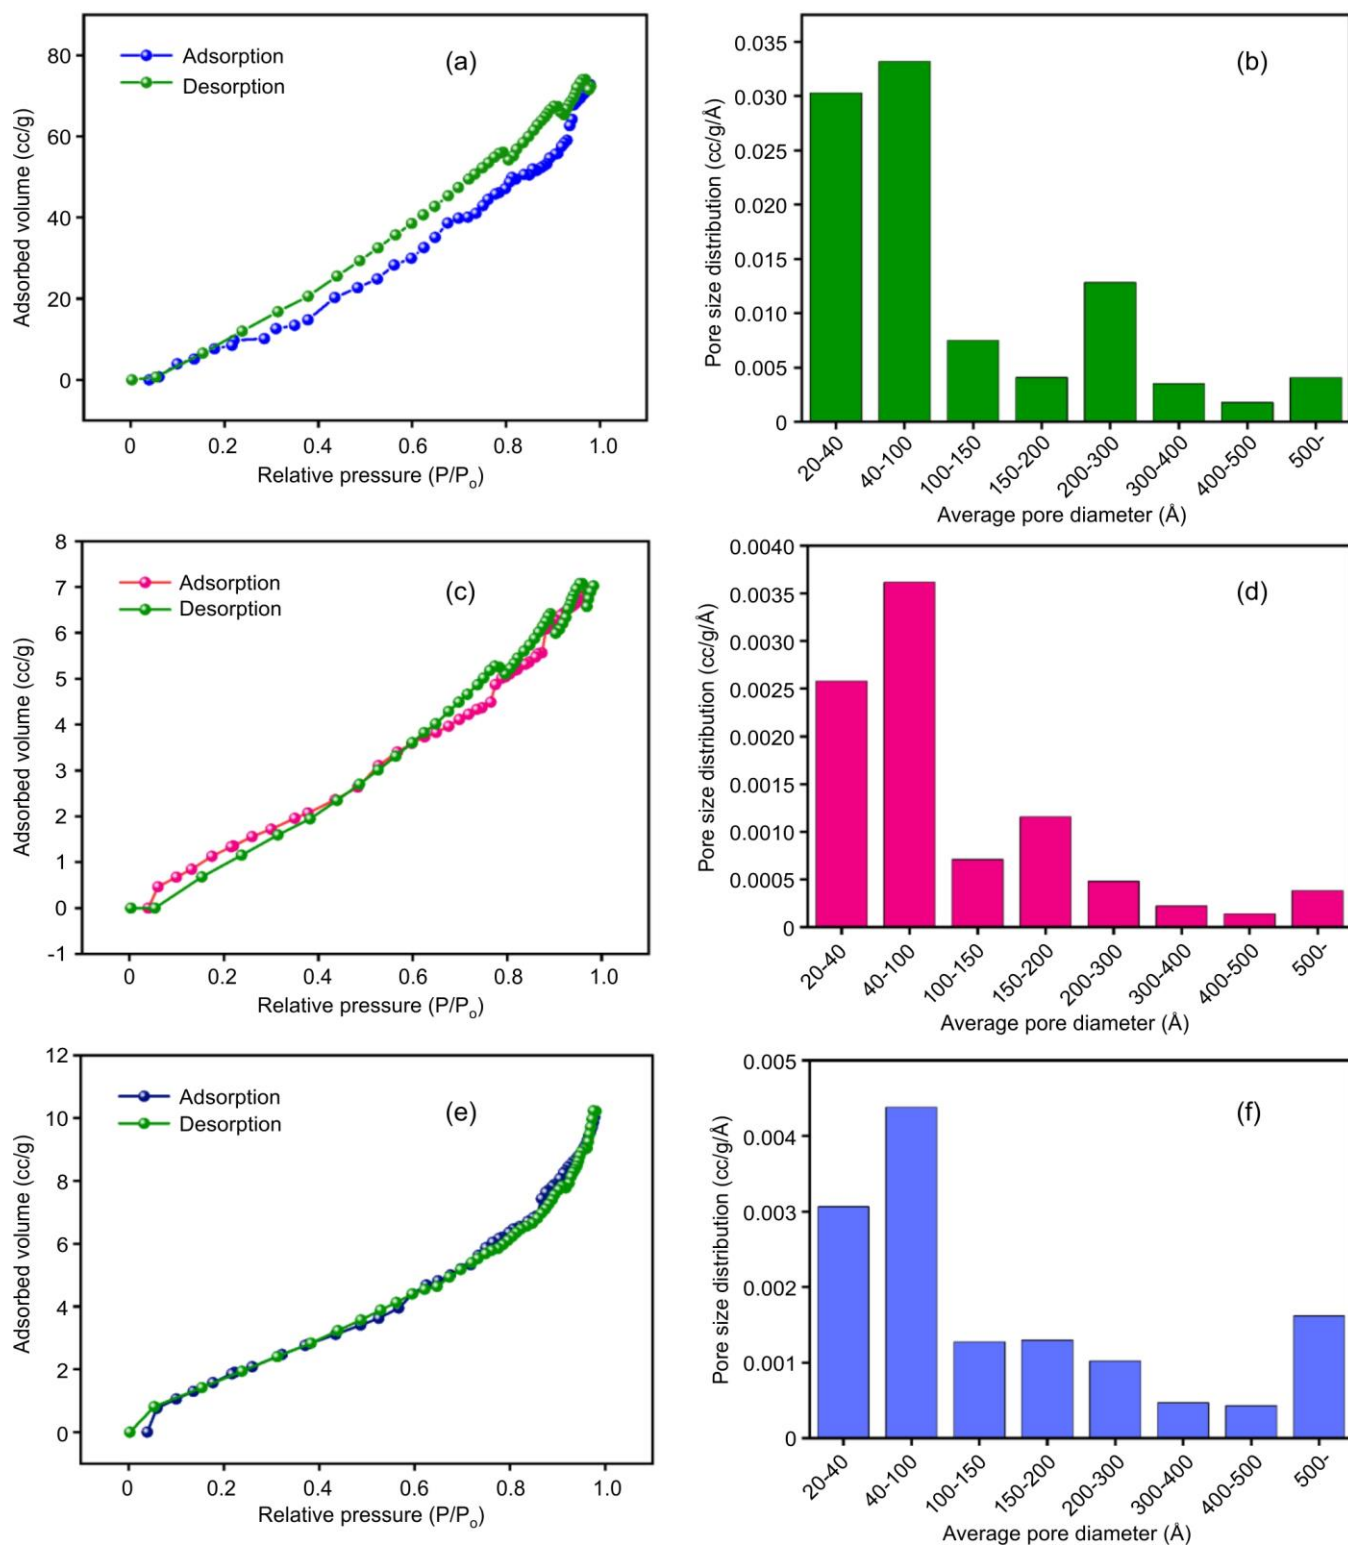 (a)
Adsorption
Desorption
Adsorbed volume (cc/g)
80
60
40
20
0
0 0.2 0.4 0.6 0.8 1.0
Relative pressure (P/Po)
(b)
Pore size distribution (cc/g/Å)
0.035
0.030
0.025
0.020
0.015
0.010
0.005
0
20-40 40-100 100-150 150-200 200-300 300-400 400-500 500-
Average pore diameter (Å)
(c)
Adsorption
Desorption
Adsorbed volume (cc/g)
8
7
6
5
4
3
2
1
0
-1
0 0.2 0.4 0.6 0.8 1.0
Relative pressure (P/Po)
(d)
Pore size distribution (cc/g/Å)
0.0040
0.0035
0.0030
0.0025
0.0020
0.0015
0.0010
0.0005
0
20-40 40-100 100-150 150-200 200-300 300-400 400-500 500-
Average pore diameter (Å)
(e)
Adsorption
Desorption
Adsorbed volume (cc/g)
12
10
8
6
4
2
0
0 0.2 0.4 0.6 0.8 1.0
Relative pressure (P/Po)
(f)
Pore size distribution (cc/g/Å)
0.005
0.004
0.003
0.002
0.001
0
20-40 40-100 100-150 150-200 200-300 300-400 400-500 500-
Average pore diameter (Å)